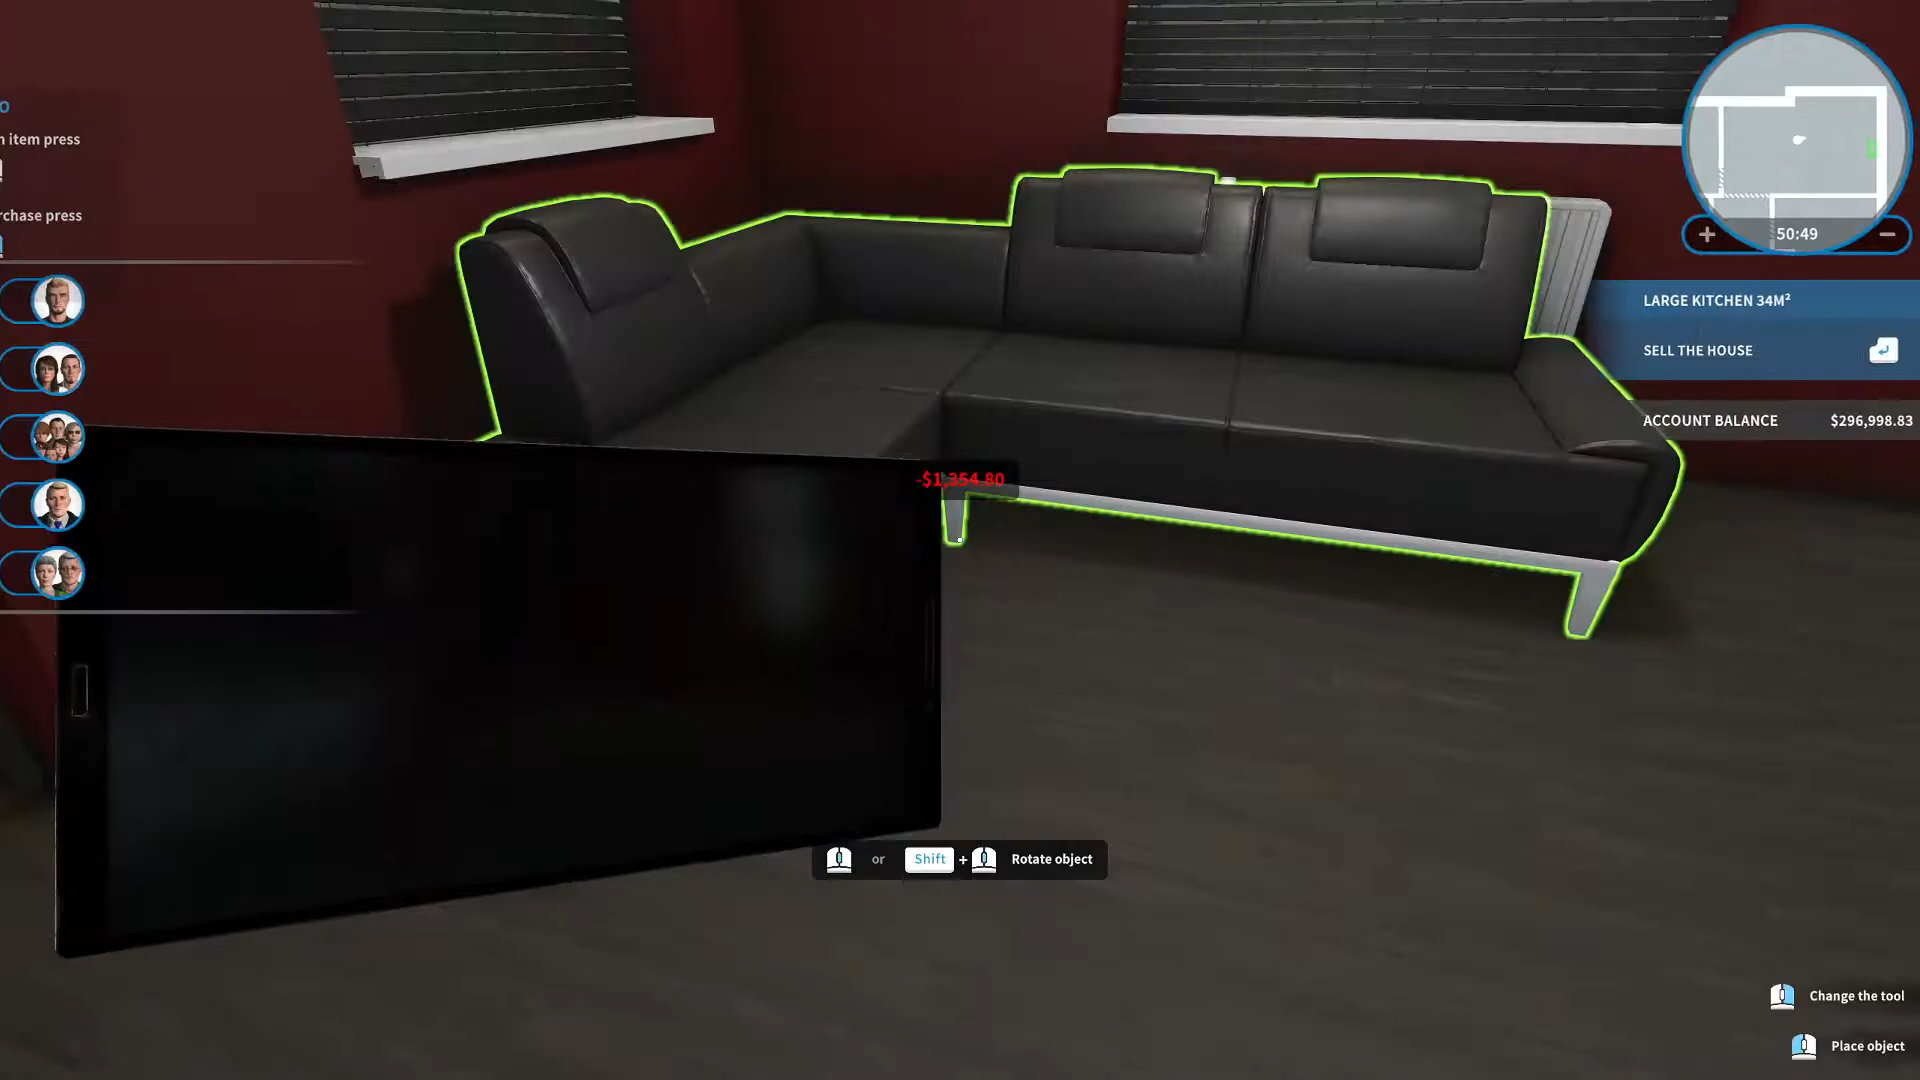 o
n item press
rchase press
50:49
LARGE KITCHEN 34M²
SELL THE HOUSE
ACCOUNT BALANCE $296,998.83
-$1,354.80
or Shift + Rotate object
Change the tool
Place object